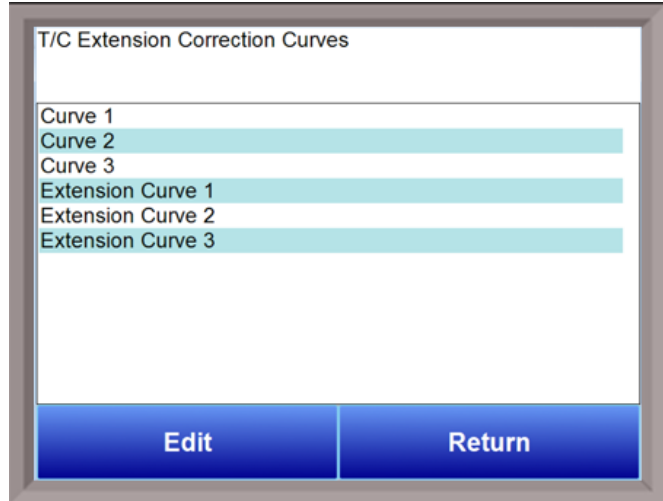 T/C Extension Correction Curves
Curve 1
Curve 2
Curve 3
Extension Curve 1
Extension Curve 2
Extension Curve 3
Edit
Return